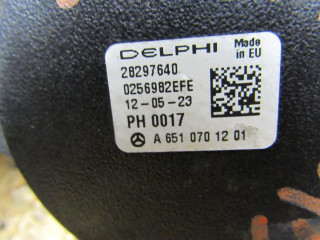 DELPHI
Made in EU
28297640
0256982EFE
12-05-23
PH 0017
A 651 070 12 01